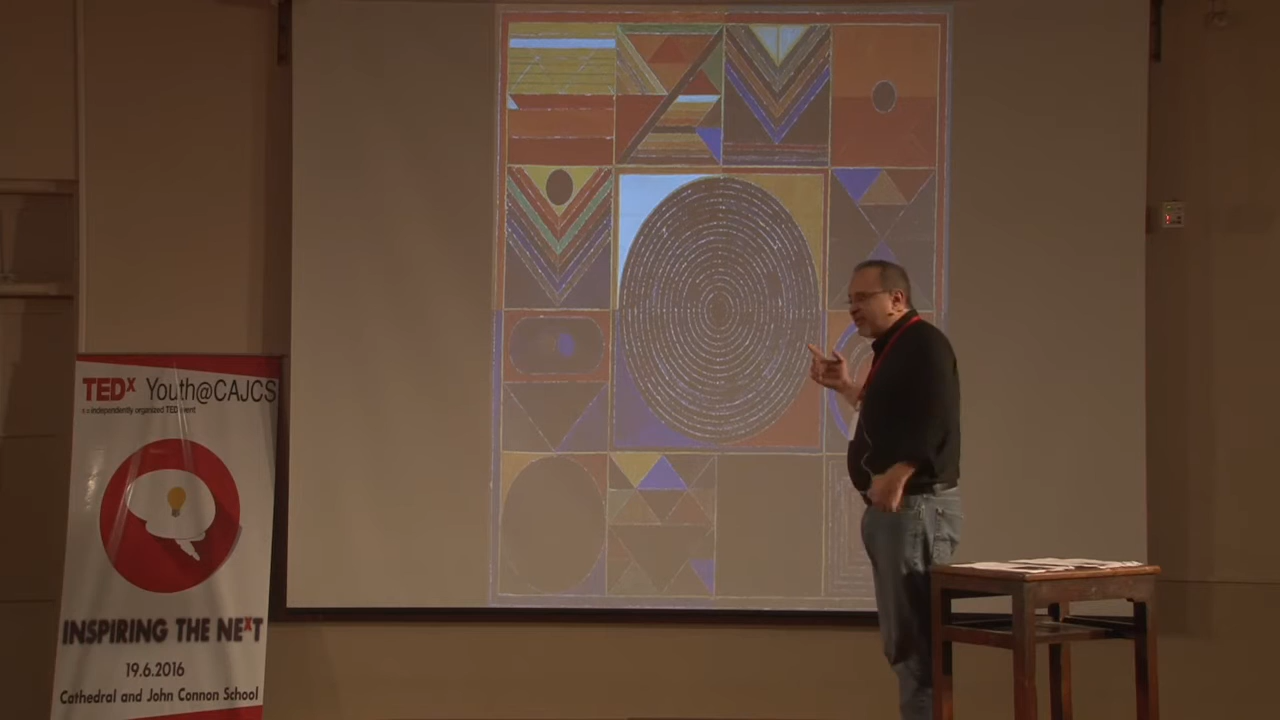 TEDx Youth@CAJCS
x = independently organized TED event
INSPIRING THE NEXT
19.6.2016
Cathedral and John Connon School